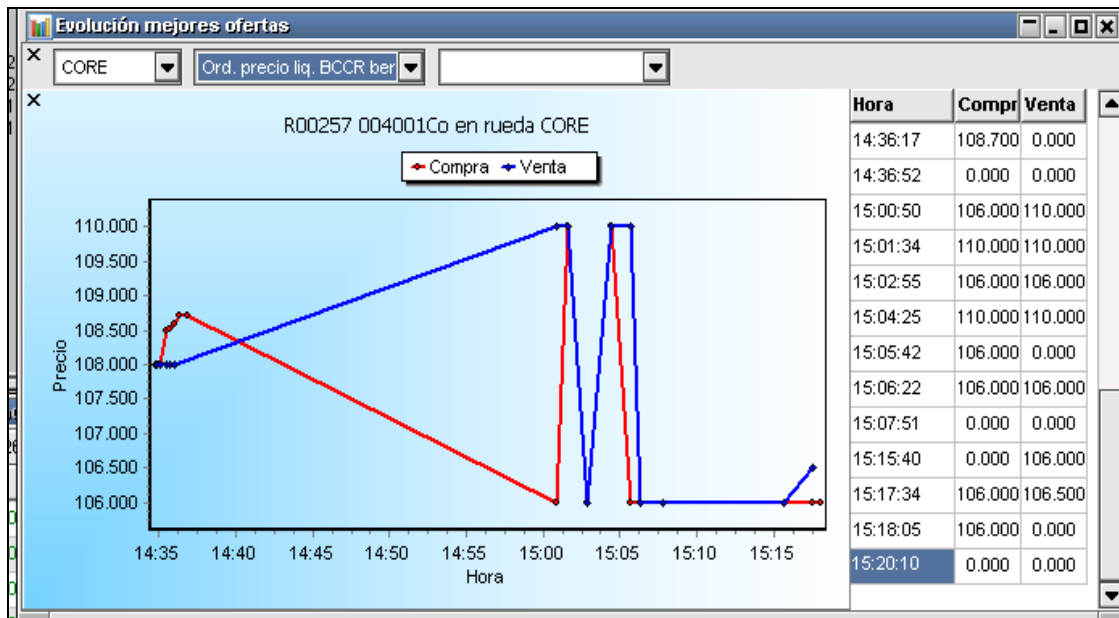 Evolución mejores ofertas
CORE
Ord. precio liq. BCCR ber
R00257 004001Co en rueda CORE
Compra Venta
Precio
110.000
109.500
109.000
108.500
108.000
107.500
107.000
106.500
106.000
14:35 14:40 14:45 14:50 14:55 15:00 15:05 15:10 15:15
Hora
Hora Compr Venta
14:36:17 108.700 0.000
14:36:52 0.000 0.000
15:00:50 106.000 110.000
15:01:34 110.000 110.000
15:02:55 106.000 106.000
15:04:25 110.000 110.000
15:05:42 106.000 0.000
15:06:22 106.000 106.000
15:07:51 0.000 0.000
15:15:40 0.000 106.000
15:17:34 106.000 106.500
15:18:05 106.000 0.000
15:20:10 0.000 0.000